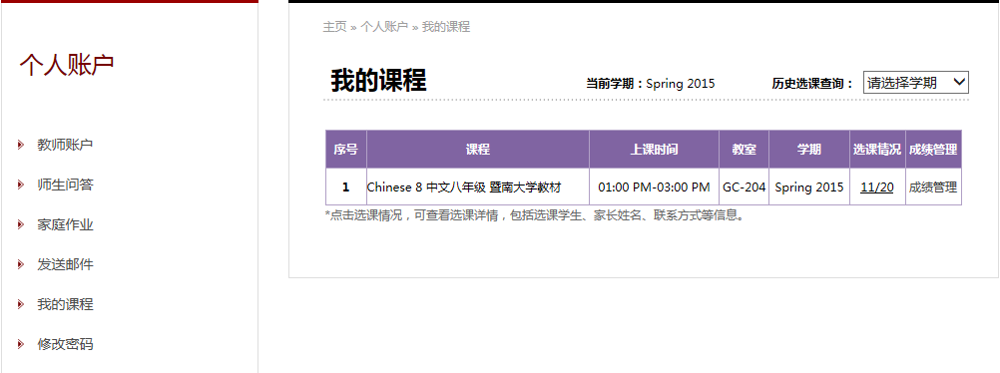 个人账户
教师账户
师生问答
家庭作业
发送邮件
我的课程
修改密码
主页 » 个人账户 » 我的课程
我的课程 当前学期：Spring 2015 历史选课查询： 请选择学期
序号 课程 上课时间 教室 学期 选课情况 成绩管理
1 Chinese 8 中文八年级 暨南大学教材 01:00 PM-03:00 PM GC-204 Spring 2015 11/20 成绩管理
*点击选课情况，可查看选课详情，包括选课学生、家长姓名、联系方式等信息。